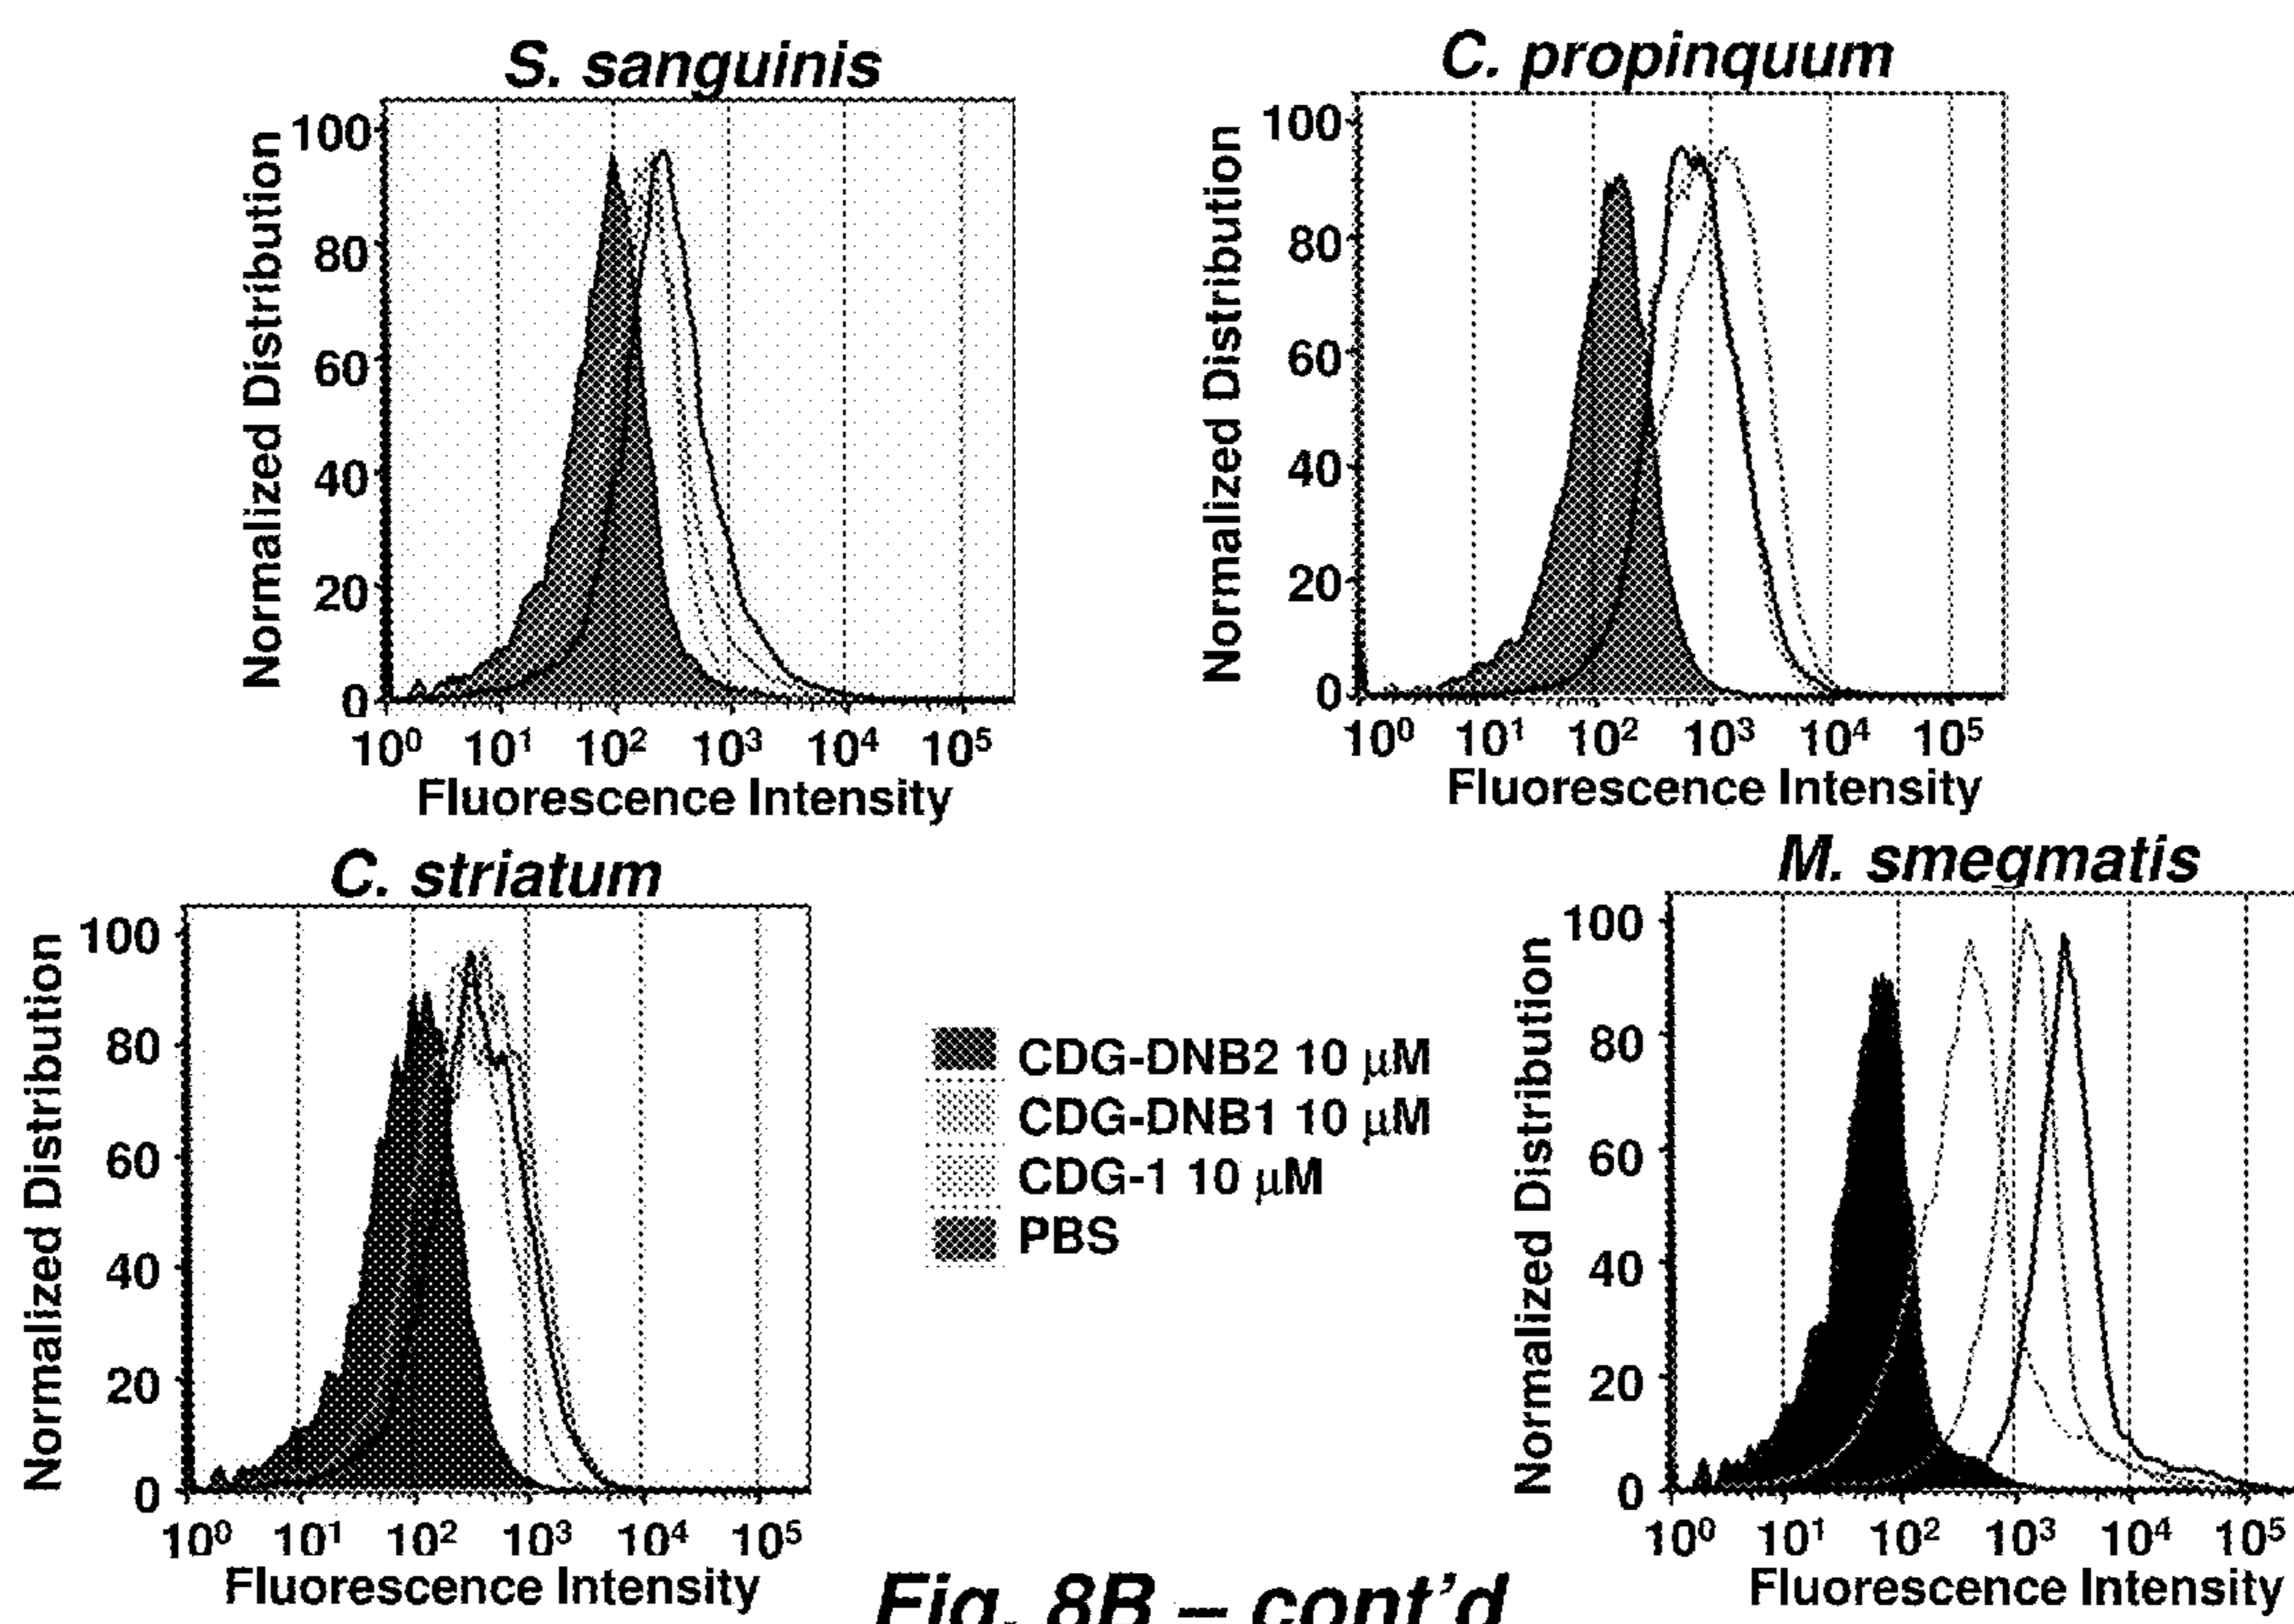 S. sanguinis
Normalized Distribution
100
80
60
40
20
0
10⁰ 10¹ 10² 10³ 10⁴ 10⁵
Fluorescence Intensity
C. propinquum
Normalized Distribution
100
80
60
40
20
0
10⁰ 10¹ 10² 10³ 10⁴ 10⁵
Fluorescence Intensity
C. striatum
Normalized Distribution
100
80
60
40
20
0
10⁰ 10¹ 10² 10³ 10⁴ 10⁵
Fluorescence Intensity
CDG-DNB2 10 µM
CDG-DNB1 10 µM
CDG-1 10 µM
PBS
M. smegmatis
Normalized Distribution
100
80
60
40
20
0
10⁰ 10¹ 10² 10³ 10⁴ 10⁵
Fluorescence Intensity
Fig. 8B – cont'd